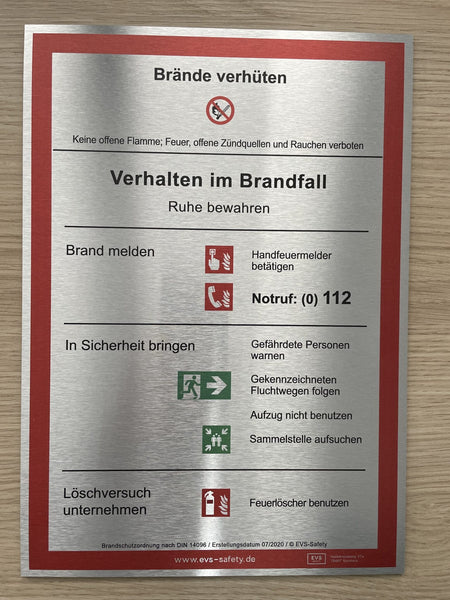 Brände verhüten
Keine offene Flamme; Feuer, offene Zündquellen und Rauchen verboten
Verhalten im Brandfall
Ruhe bewahren
Brand melden
Handfeuermelder
betätigen
Notruf: (0) 112
In Sicherheit bringen
Gefährdete Personen
warnen
Gekennzeichneten
Fluchtwegen folgen
Aufzug nicht benutzen
Sammelstelle aufsuchen
Löschversuch
unternehmen
Feuerlöscher benutzen
Brandschutzordnung nach DIN 14096 / Erstellungsdatum 07/2020 / © EVS-Safety
www.evs-safety.de
EVS